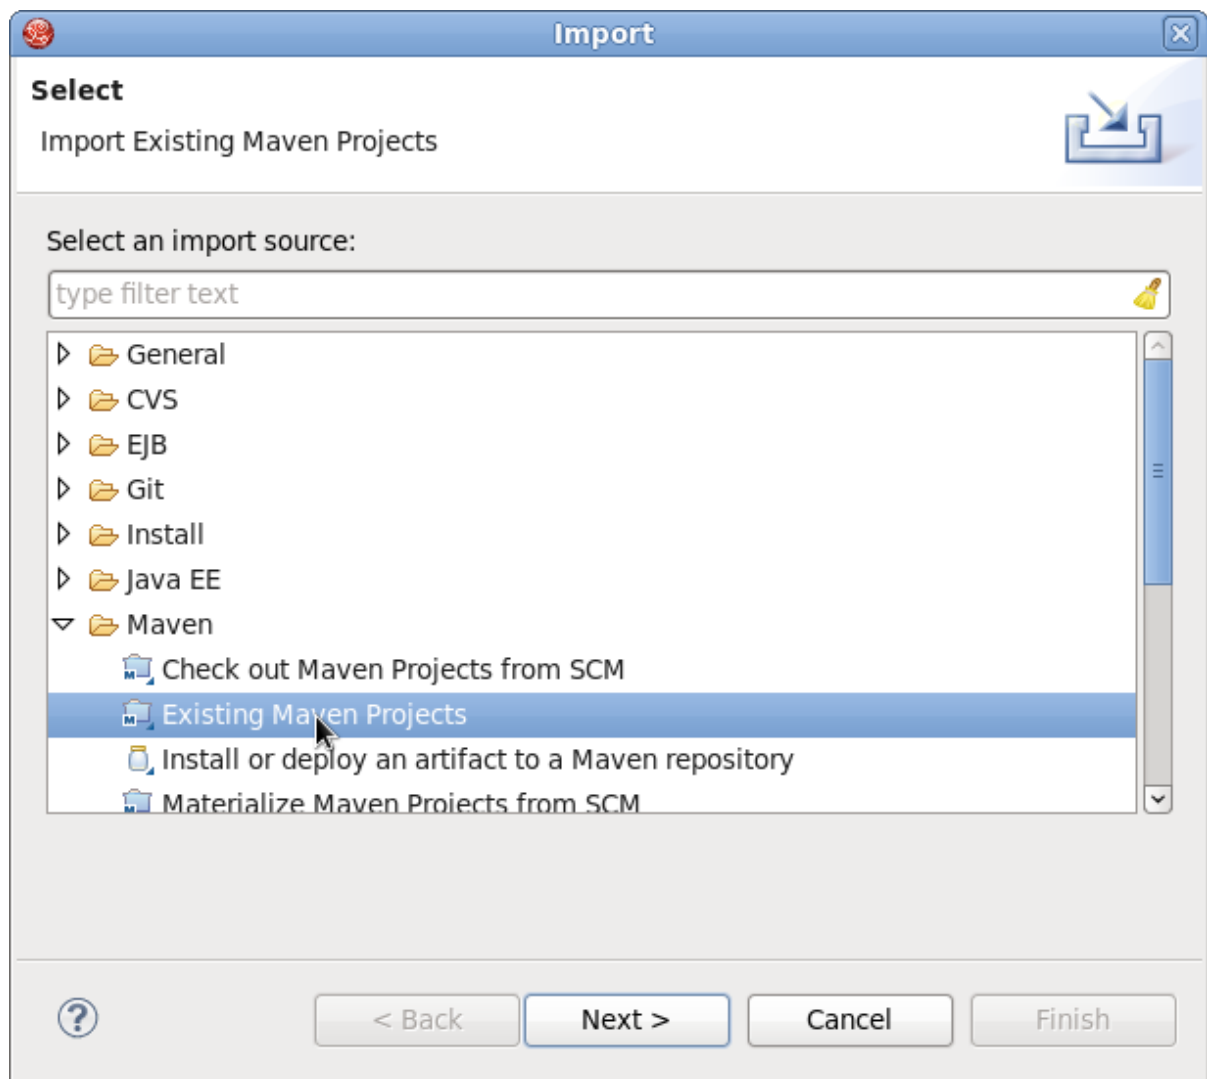 Import
Select
Import Existing Maven Projects
Select an import source:
type filter text
General
CVS
EJB
Git
Install
Java EE
Maven
Check out Maven Projects from SCM
Existing Maven Projects
Install or deploy an artifact to a Maven repository
Materialize Maven Projects from SCM
< Back Next > Cancel Finish